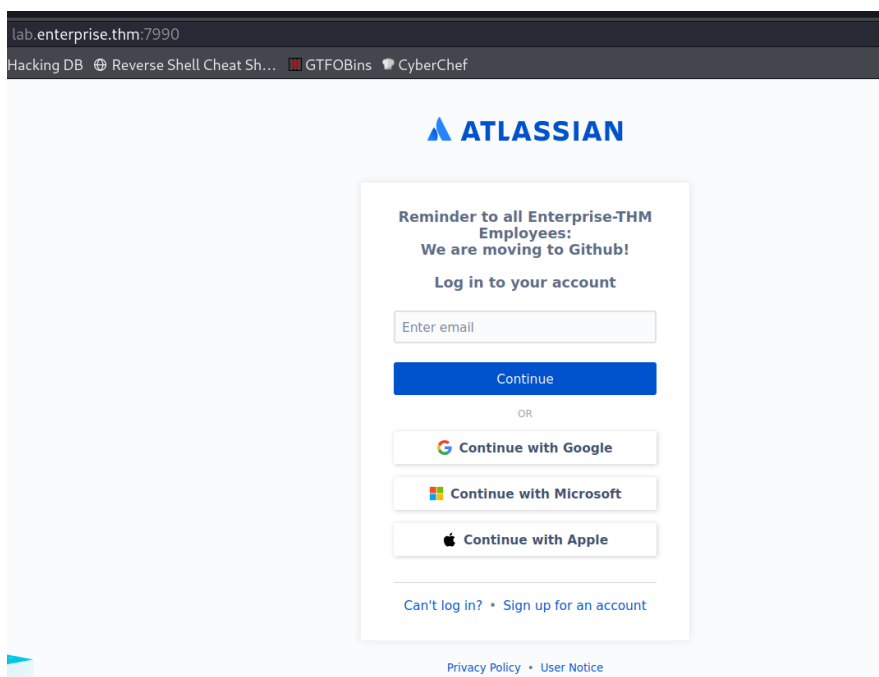 lab.enterprise.thm:7990
Hacking DB Reverse Shell Cheat Sh... GTFOBins CyberChef
ATLASSIAN
Reminder to all Enterprise-THM
Employees:
We are moving to Github!
Log in to your account
Enter email
Continue
OR
Continue with Google
Continue with Microsoft
Continue with Apple
Can't log in? • Sign up for an account
Privacy Policy • User Notice